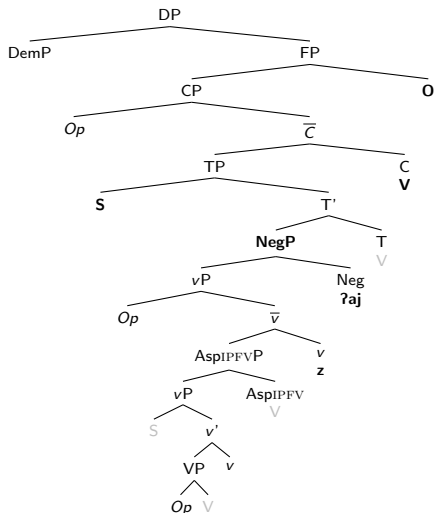 DP
DemP FP
CP O
Op C̅
TP C
V
S T'
NegP T
V
vP Neg
ʔaj
Op v̅
AspIPFVP v
z
vP AspIPFV
V
S v'
VP v
Op V